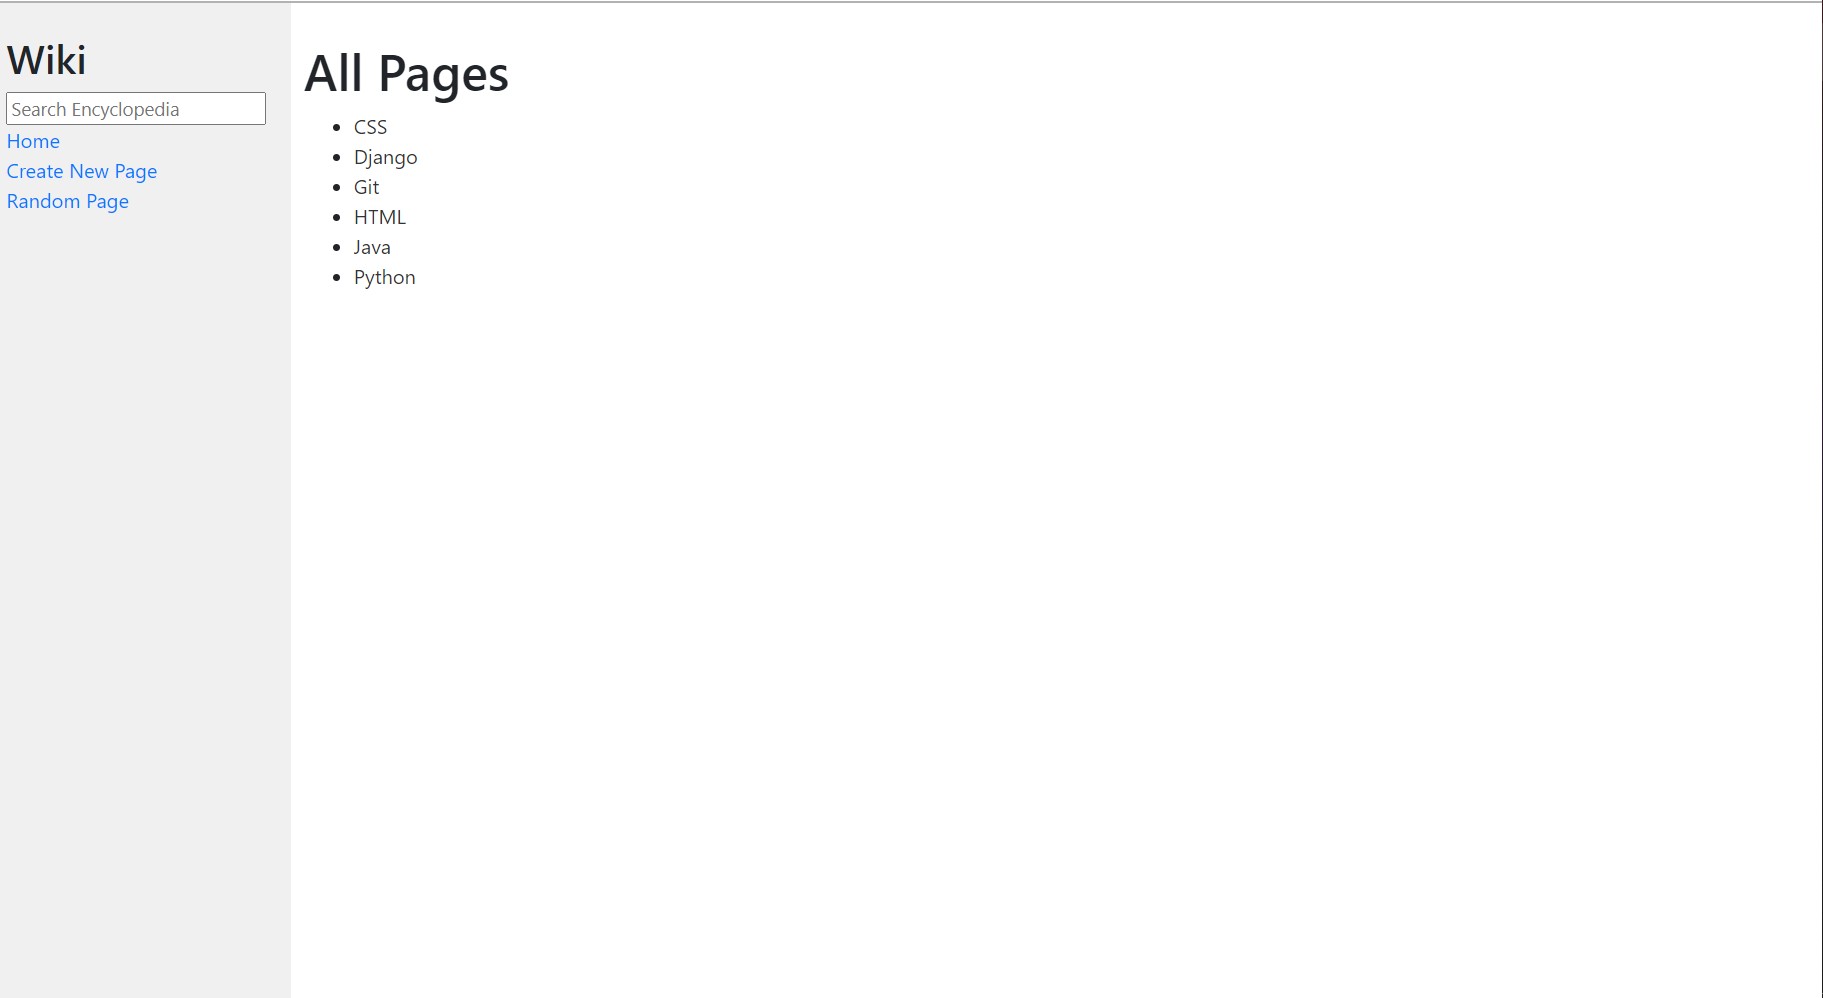 Wiki
Search Encyclopedia
Home
Create New Page
Random Page
All Pages
CSS
Django
Git
HTML
Java
Python